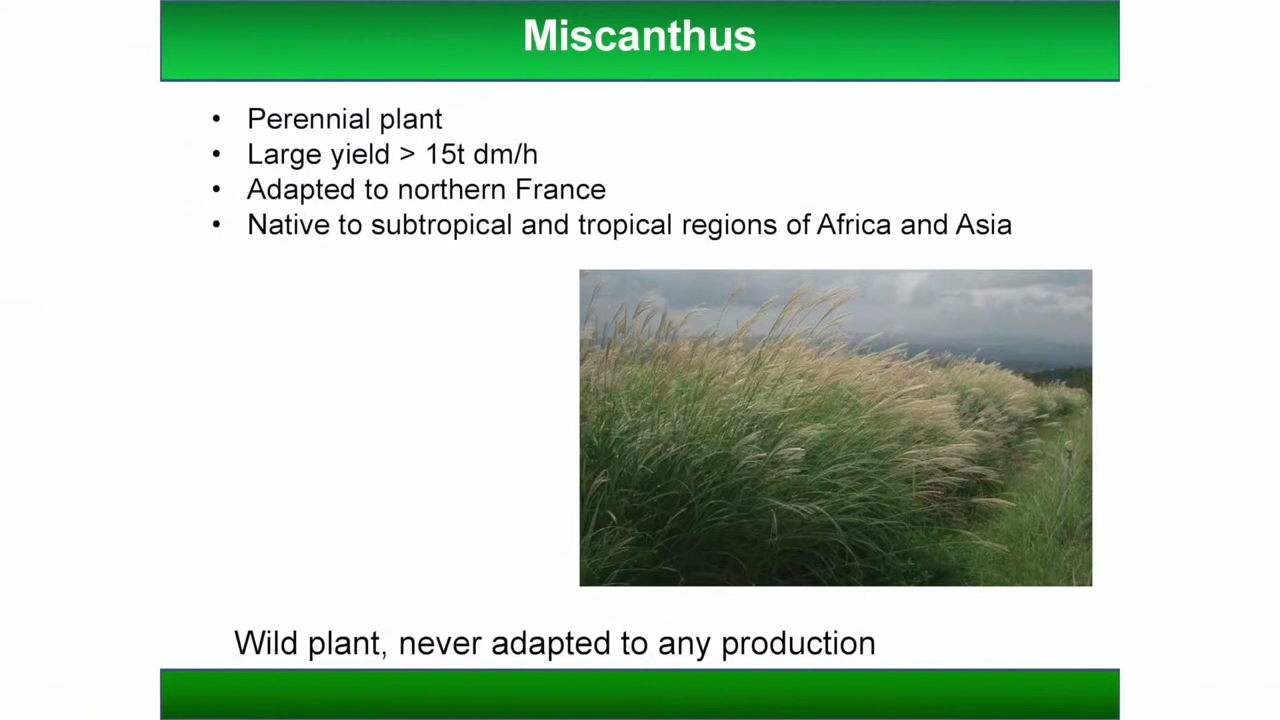 Miscanthus
• Perennial plant
• Large yield > 15t dm/h
• Adapted to northern France
• Native to subtropical and tropical regions of Africa and Asia
Wild plant, never adapted to any production